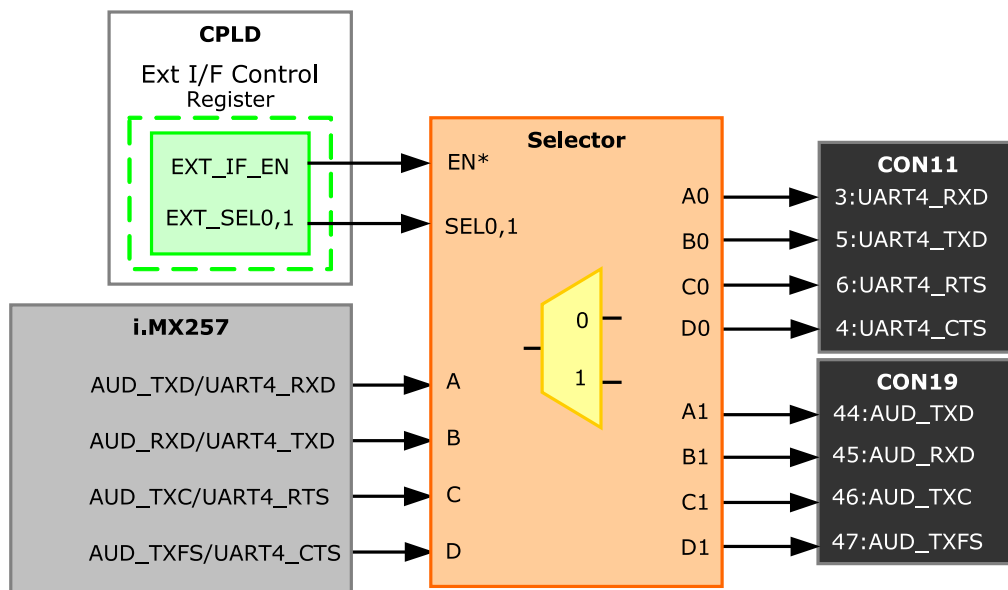 CPLD
Ext I/F Control
Register
EXT_IF_EN
EXT_SEL0,1
i.MX257
AUD_TXD/UART4_RXD
AUD_RXD/UART4_TXD
AUD_TXC/UART4_RTS
AUD_TXFS/UART4_CTS
Selector
EN*
SEL0,1
A
B
C
D
0
1
A0
B0
C0
D0
A1
B1
C1
D1
CON11
3:UART4_RXD
5:UART4_TXD
6:UART4_RTS
4:UART4_CTS
CON19
44:AUD_TXD
45:AUD_RXD
46:AUD_TXC
47:AUD_TXFS